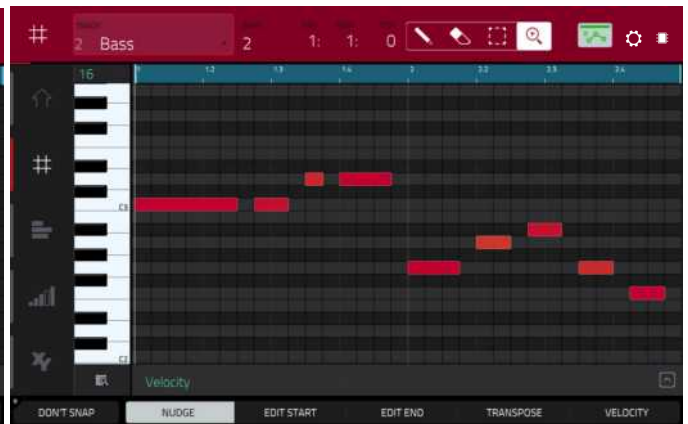 2 Bass 2 1: 1: 0
16 1 1.2 1.3 1.4 2 2.2 2.3 2.4
C3
C2
Velocity
DON'T SNAP NUDGE EDIT START EDIT END TRANSPOSE VELOCITY